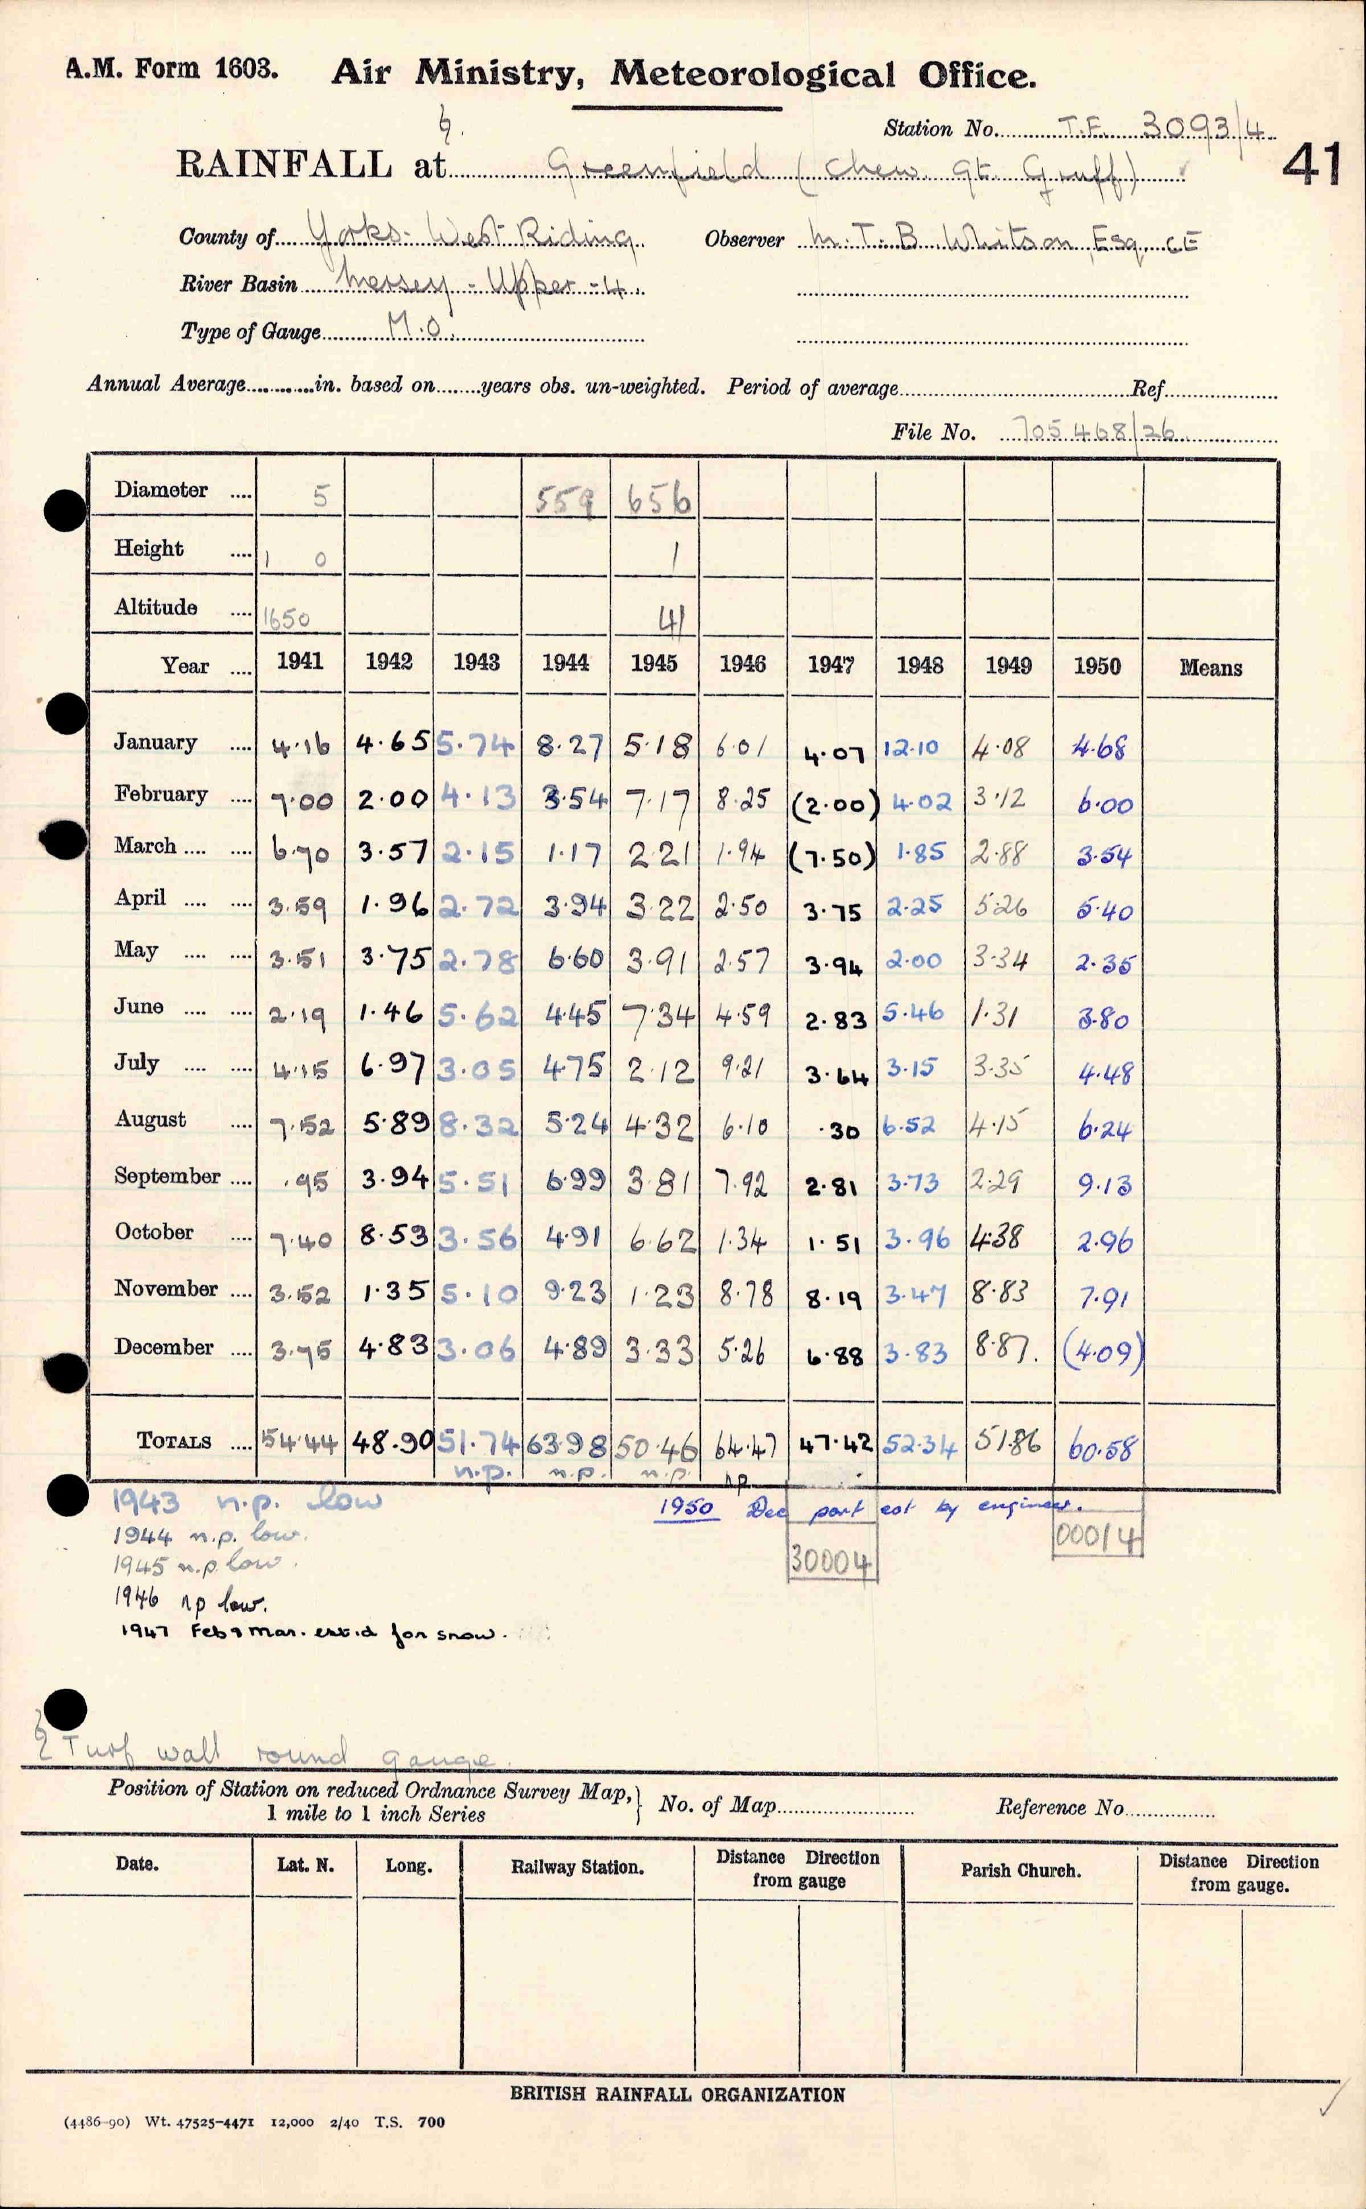 A.M. Form 1603. Air Ministry, Meteorological Office.
Station No. T.F. 3093/4
41
RAINFALL at Greenfield (Chew. Gt. Gruff)
County of Yorks. West Riding Observer M. T. B. Whitson, Esq. CE
River Basin Mersey - Upper - 4.
Type of Gauge M.O.
Annual Average in. based on years obs. un-weighted. Period of average Ref.
File No. 705468/26
Diameter .... 5 559 656
Height .... 1 0 1
Altitude .... 1650 41
Year .... 1941 1942 1943 1944 1945 1946 1947 1948 1949 1950 Means
January .... 4.16 4.65 5.74 8.27 5.18 6.01 4.07 12.10 4.08 4.68
February .... 7.00 2.00 4.13 3.54 7.17 8.25 (2.00) 4.02 3.12 6.00
March .... .... 6.70 3.57 2.15 1.17 2.21 1.94 (7.50) 1.85 2.88 3.54
April .... .... 3.59 1.96 2.72 3.94 3.22 2.50 3.75 2.25 5.26 5.40
May .... .... 3.51 3.75 2.78 6.60 3.91 2.57 3.94 2.00 3.34 2.35
June .... .... 2.19 1.46 5.62 4.45 7.34 4.59 2.83 5.46 1.31 3.80
July .... .... 4.15 6.97 3.05 4.75 2.12 9.21 3.64 3.15 3.35 4.48
August .... 7.52 5.89 8.32 5.24 4.32 6.10 .30 6.52 4.15 6.24
September .... .95 3.94 5.51 6.99 3.81 7.92 2.81 3.73 2.29 9.13
October .... 7.40 8.53 3.56 4.91 6.62 1.34 1.51 3.96 4.38 2.96
November .... 3.52 1.35 5.10 9.23 1.23 8.78 8.19 3.47 8.83 7.91
December .... 3.75 4.83 3.06 4.89 3.33 5.26 6.88 3.83 8.87. (4.09)
TOTALS .... 54.44 48.90 51.74 63.98 50.46 64.47 47.42 52.34 51.86 60.58
n.p. n.p. n.p. np
1943 n.p. low
1950 Dec part est by engineer.
1944 n.p. low.
00014
1945 n.p. low.
30004
1946 np low.
1947 Feb & Mar. est.d for snow.
Turf wall round gauge.
Position of Station on reduced Ordnance Survey Map,
1 mile to 1 inch Series
No. of Map
Reference No.
Date. Lat. N. Long. Railway Station. Distance Direction from gauge Parish Church. Distance Direction from gauge.
BRITISH RAINFALL ORGANIZATION
(4486-90) Wt. 47525-4471 12,000 2/40 T.S. 700